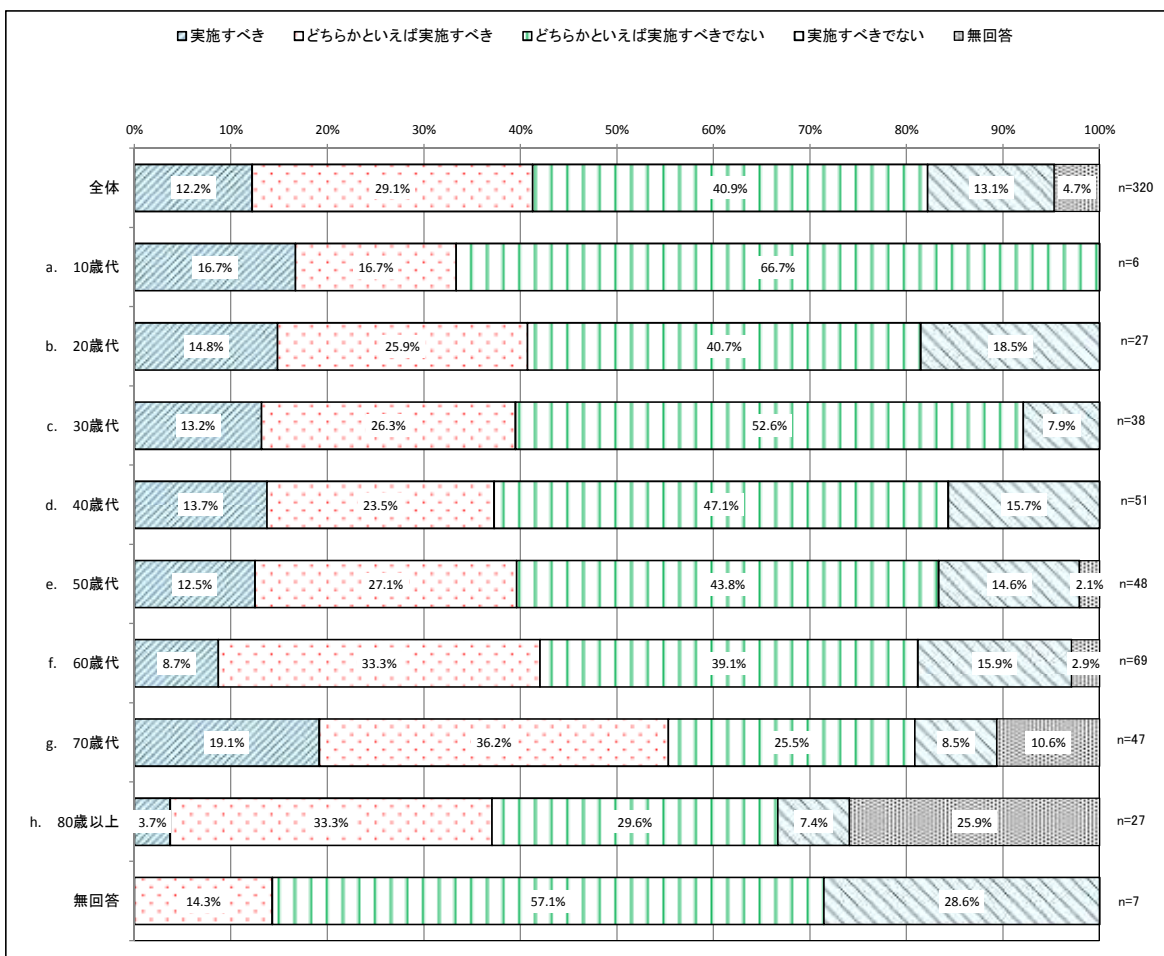 実施すべき どちらかといえば実施すべき どちらかといえば実施すべきでない 実施すべきでない 無回答
0% 10% 20% 30% 40% 50% 60% 70% 80% 90% 100%
全体 12.2% 29.1% 40.9% 13.1% 4.7% n=320
a. 10歳代 16.7% 16.7% 66.7% n=6
b. 20歳代 14.8% 25.9% 40.7% 18.5% n=27
c. 30歳代 13.2% 26.3% 52.6% 7.9% n=38
d. 40歳代 13.7% 23.5% 47.1% 15.7% n=51
e. 50歳代 12.5% 27.1% 43.8% 14.6% 2.1% n=48
f. 60歳代 8.7% 33.3% 39.1% 15.9% 2.9% n=69
g. 70歳代 19.1% 36.2% 25.5% 8.5% 10.6% n=47
h. 80歳以上 3.7% 33.3% 29.6% 7.4% 25.9% n=27
無回答 14.3% 57.1% 28.6% n=7